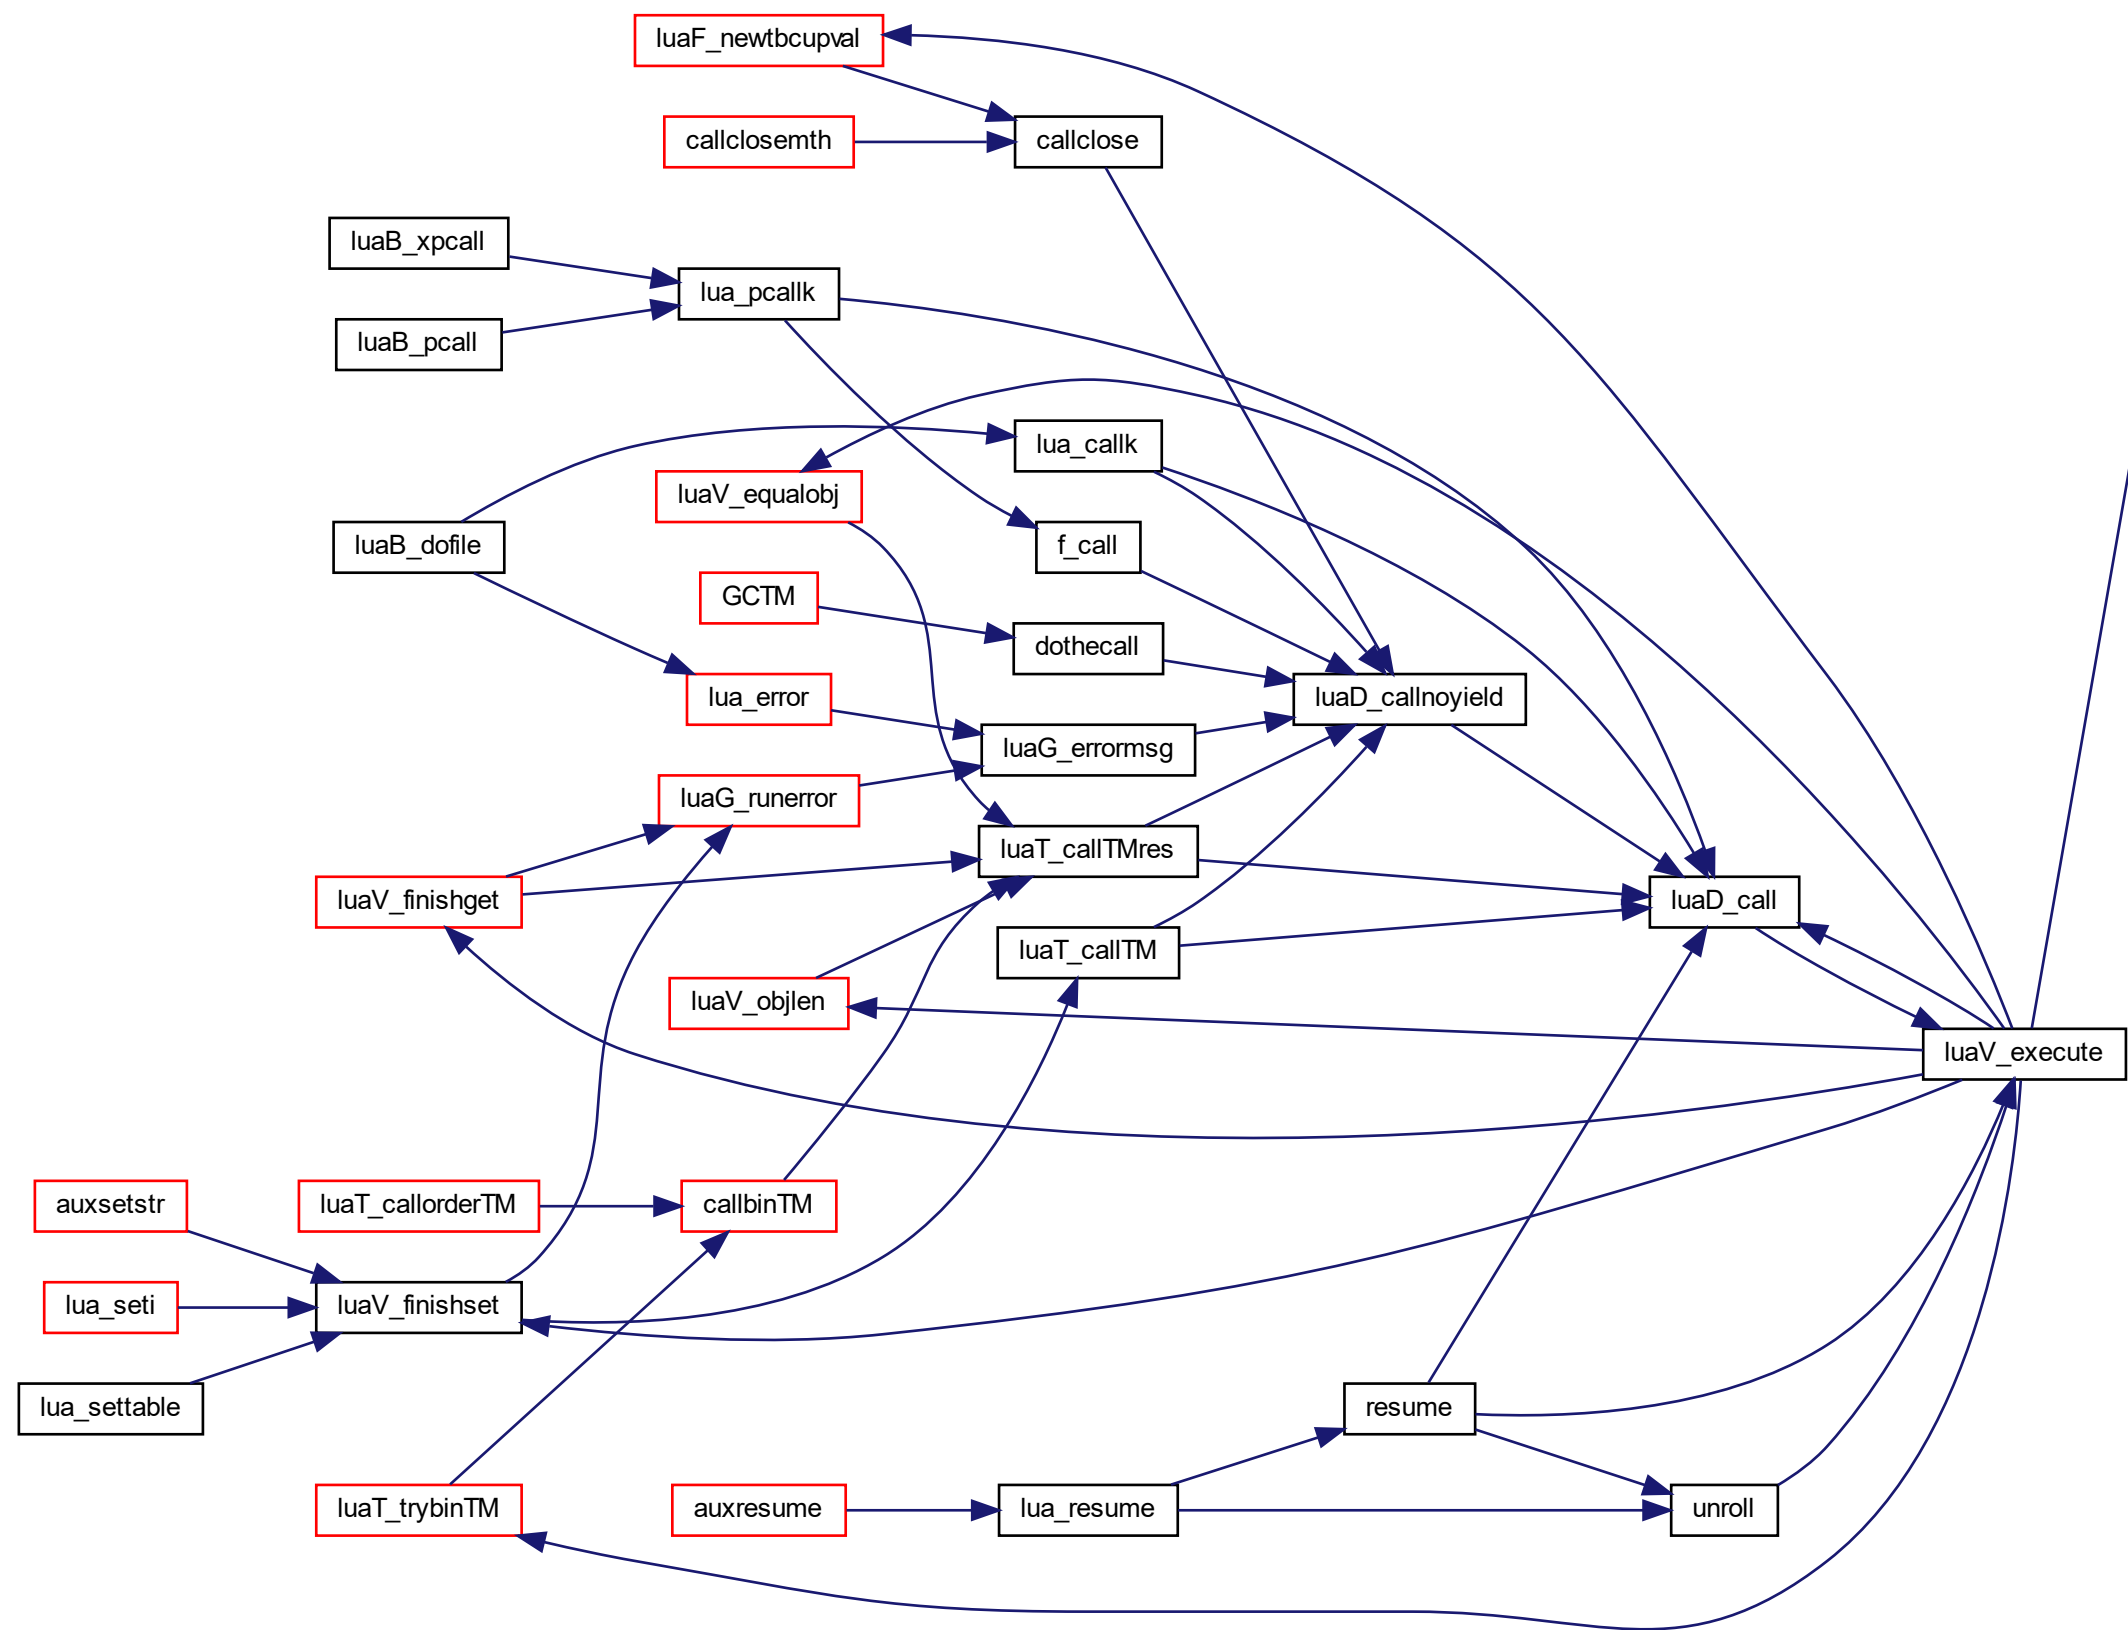 luaF_newtbcupval
callclosemth
callclose
luaB_xpcall
lua_pcallk
luaB_pcall
lua_callk
luaV_equalobj
luaB_dofile
f_call
GCTM
dothecall
lua_error
luaD_callnoyield
luaG_errormsg
luaG_runerror
luaT_callTMres
luaV_finishget
luaD_call
luaT_callTM
luaV_objlen
luaV_execute
auxsetstr
luaT_callorderTM
callbinTM
lua_seti
luaV_finishset
lua_settable
resume
luaT_trybinTM
auxresume
lua_resume
unroll